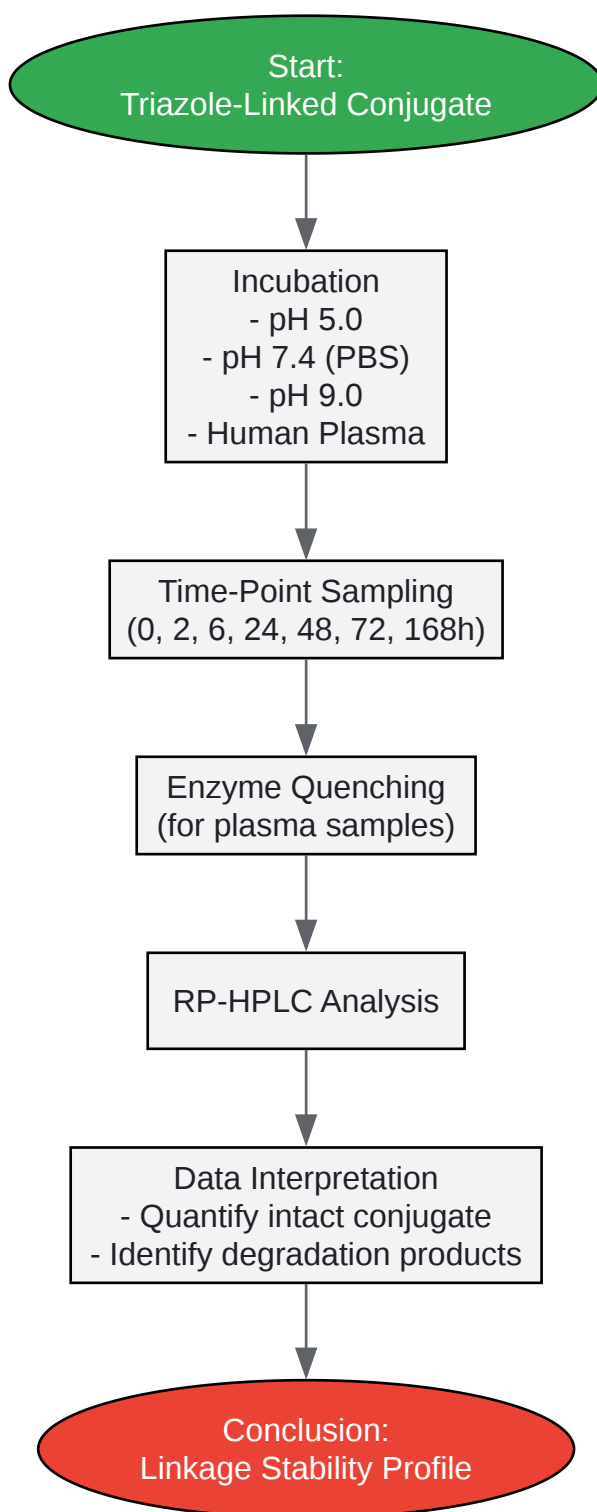 Start:
Triazole-Linked Conjugate
Incubation
- pH 5.0
- pH 7.4 (PBS)
- pH 9.0
- Human Plasma
Time-Point Sampling
(0, 2, 6, 24, 48, 72, 168h)
Enzyme Quenching
(for plasma samples)
RP-HPLC Analysis
Data Interpretation
- Quantify intact conjugate
- Identify degradation products
Conclusion:
Linkage Stability Profile